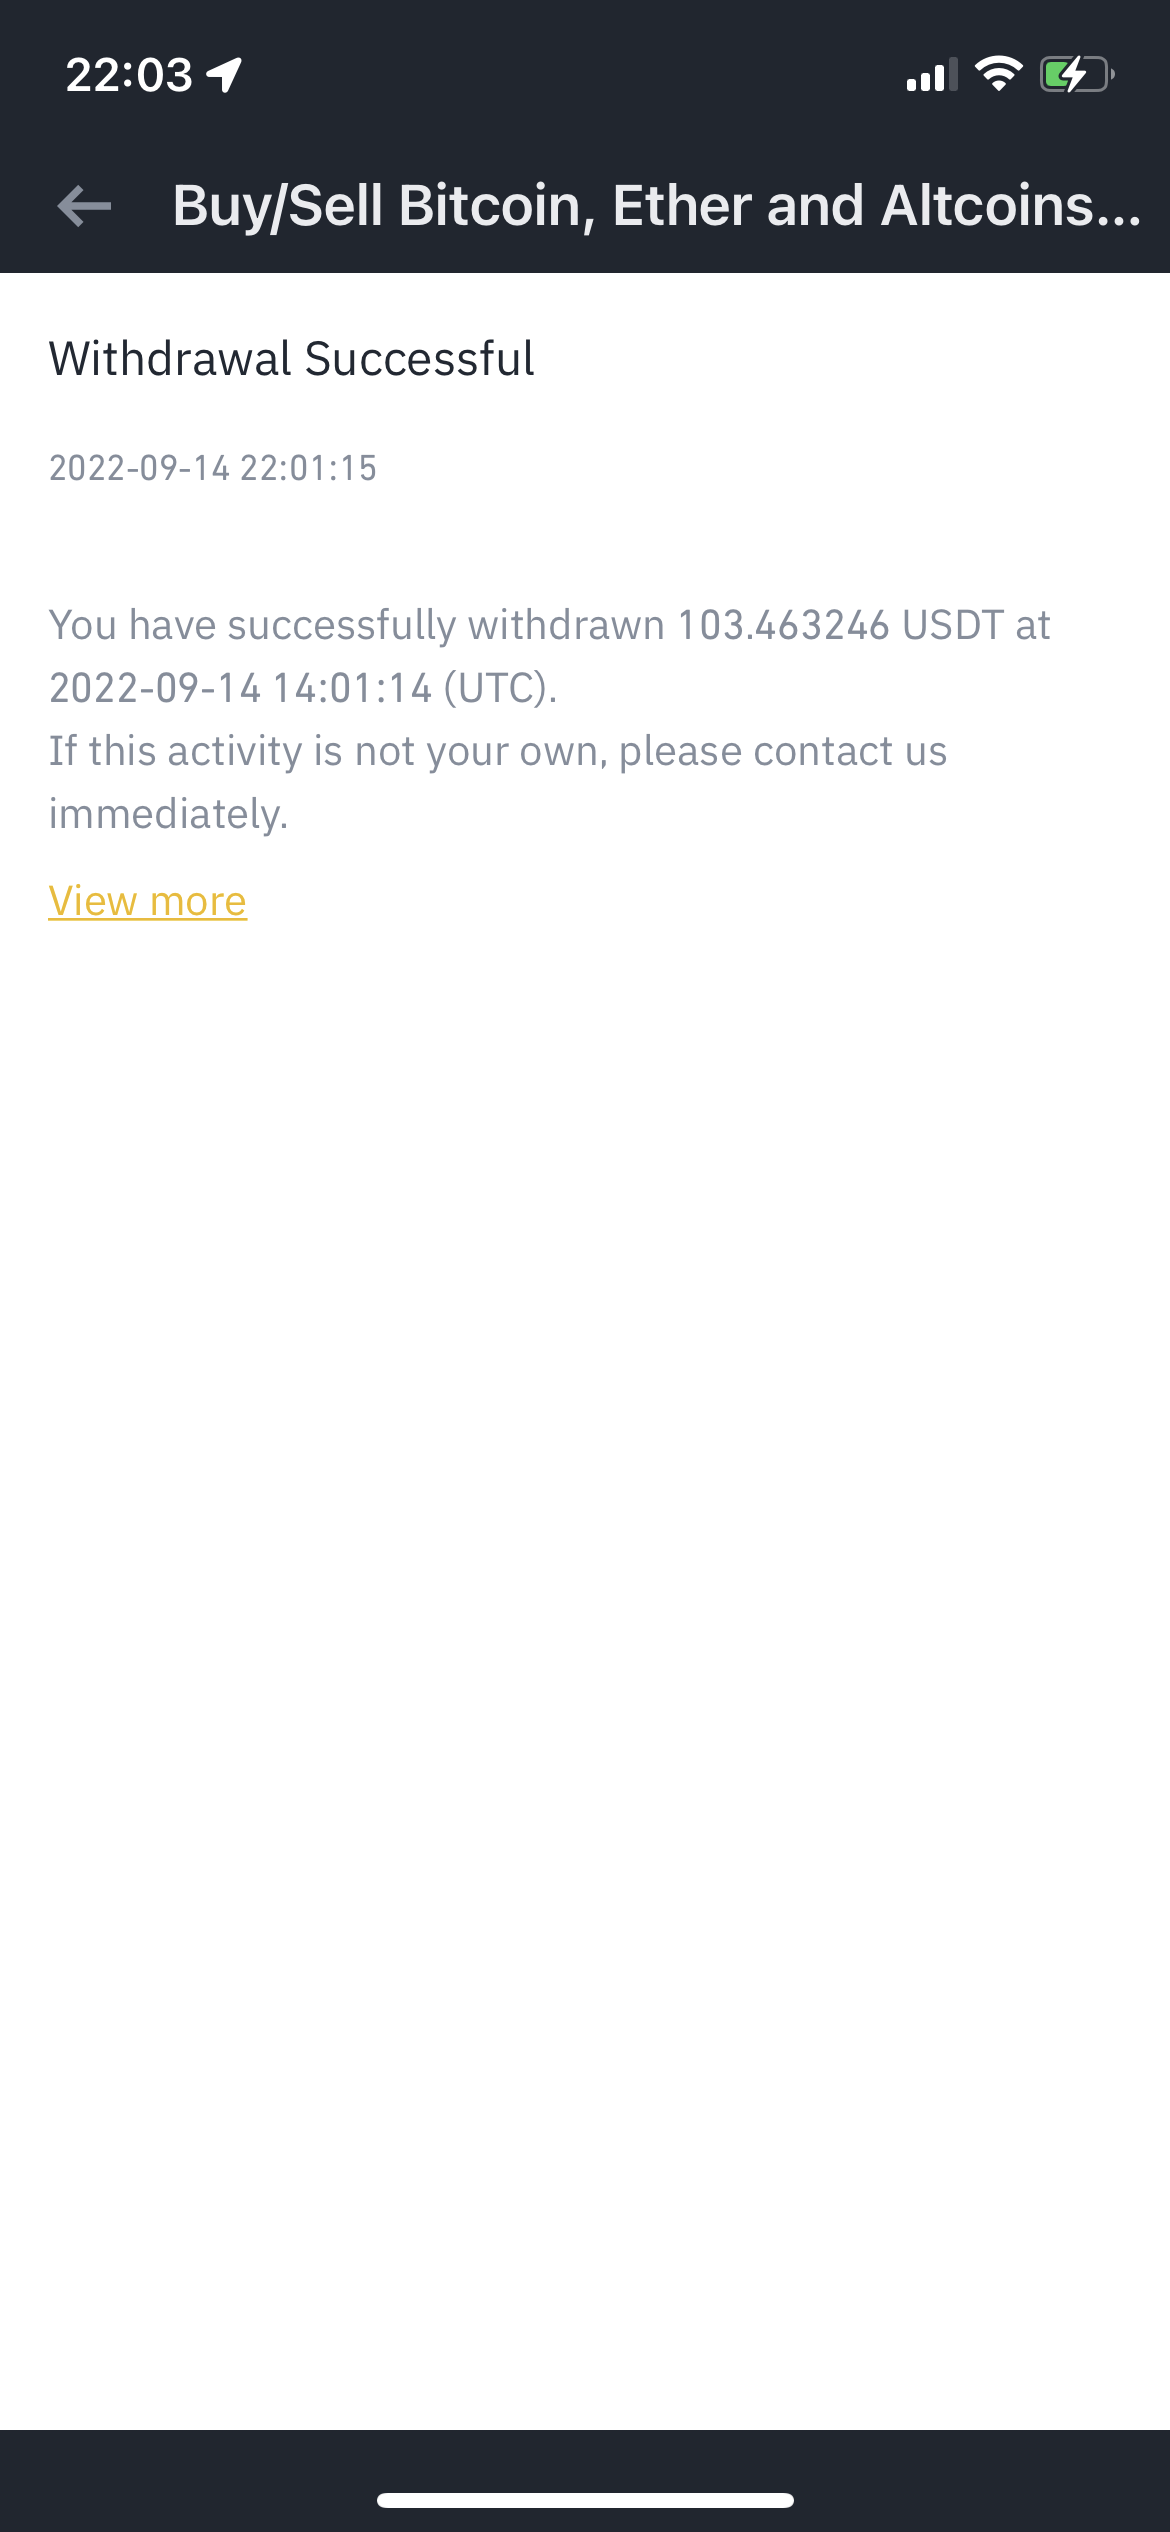 22:03
Buy/Sell Bitcoin, Ether and Altcoins...
Withdrawal Successful
2022-09-14 22:01:15
You have successfully withdrawn 103.463246 USDT at
2022-09-14 14:01:14 (UTC).
If this activity is not your own, please contact us
immediately.
View more